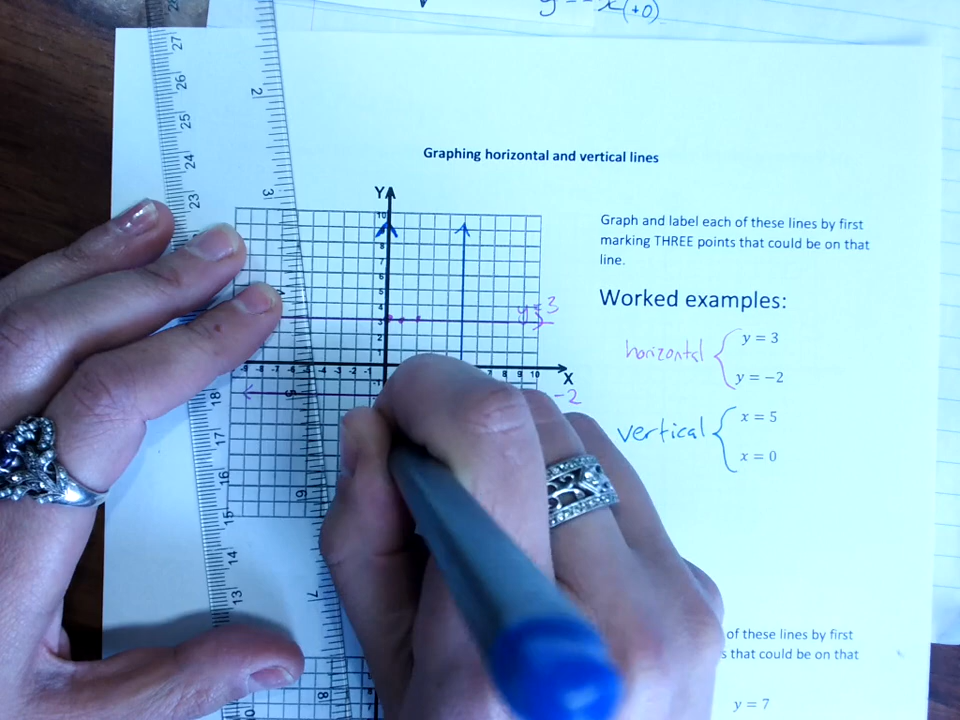 y = - x(+0)
Graphing horizontal and vertical lines
Y
Graph and label each of these lines by first
marking THREE points that could be on that
line.
Worked examples:
y = 3
horizontal
y = 3
y = −2
X
-2
vertical
x = 5
x = 0
of these lines by first
s that could be on that
y = 7